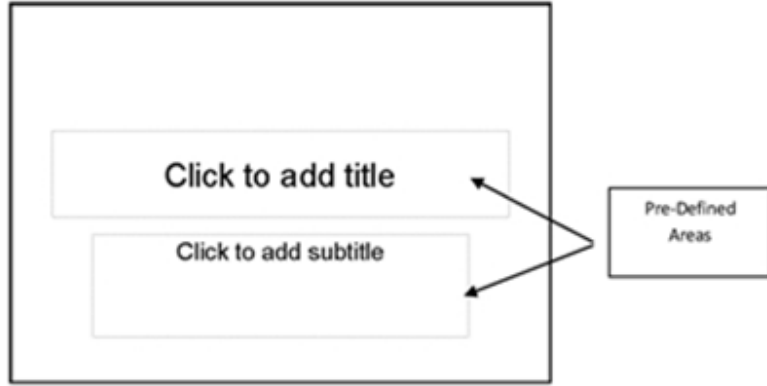 Click to add title
Click to add subtitle
Pre-Defined
Areas